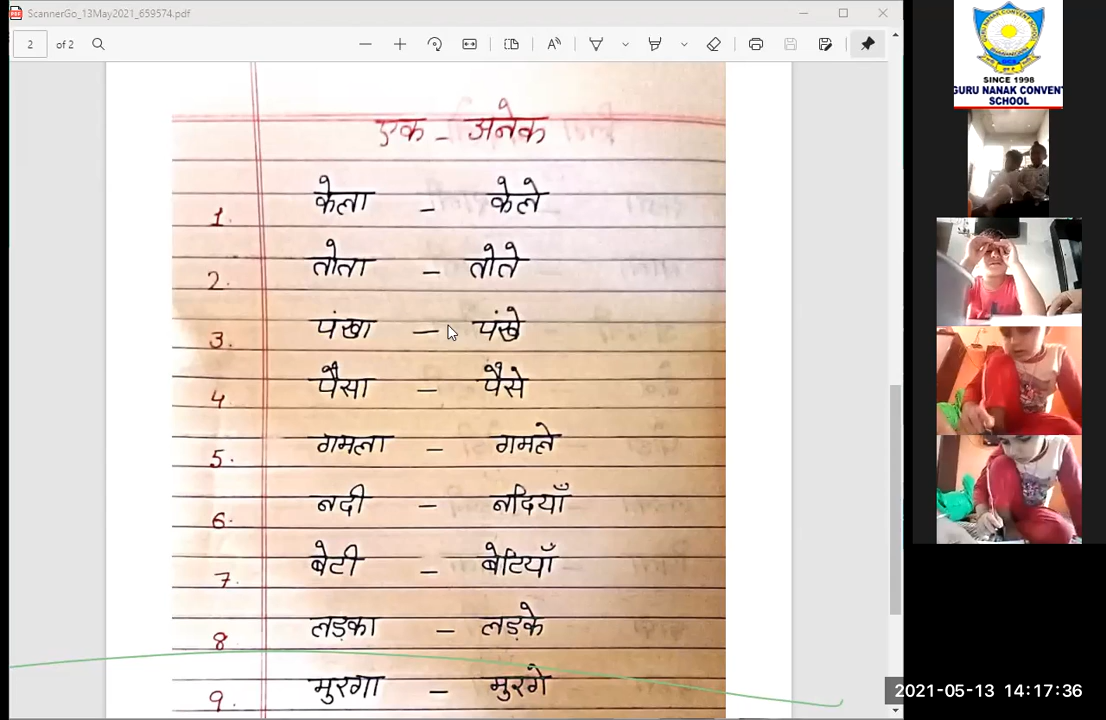 ScannerGo_13May2021_659574.pdf
2 of 2
एक - अनेक
1. केला - केले
2. तोता - तोते
3. पंखा - पंखे
4 पैसा - पैसे
5. गमला - गमले
6. नदी - नदियाँ
7. बेटी - बेटियाँ
8 लड़का - लड़के
9. मुरगा - मुरगे
SINCE 1998
GURU NANAK CONVENT
SCHOOL
2021-05-13 14:17:36